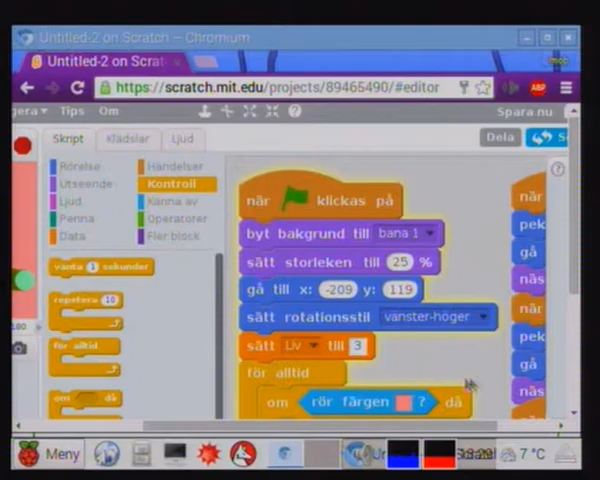 Untitled-2 on Scratch – Chromium
Untitled-2 on Scrat
https://scratch.mit.edu/projects/89465490/#editor
ABP
gera Tips Om
Spara nu
Skript Klädslar Ljud
Dela
Rörelse Händelser
Utseende Kontroll
Ljud Känna av
Penna Operatorer
Data Fler block
vänta 1 sekunder
repetera 10
för alltid
om då
180
när klickas på
byt bakgrund till bana 1
sätt storleken till 25 %
gå till x: -209 y: 119
sätt rotationsstil vänster-höger
sätt Liv till 3
för alltid
om rör färgen ? då
när
pek
gå
näs
när
pek
gå
näs
Meny
7 °C